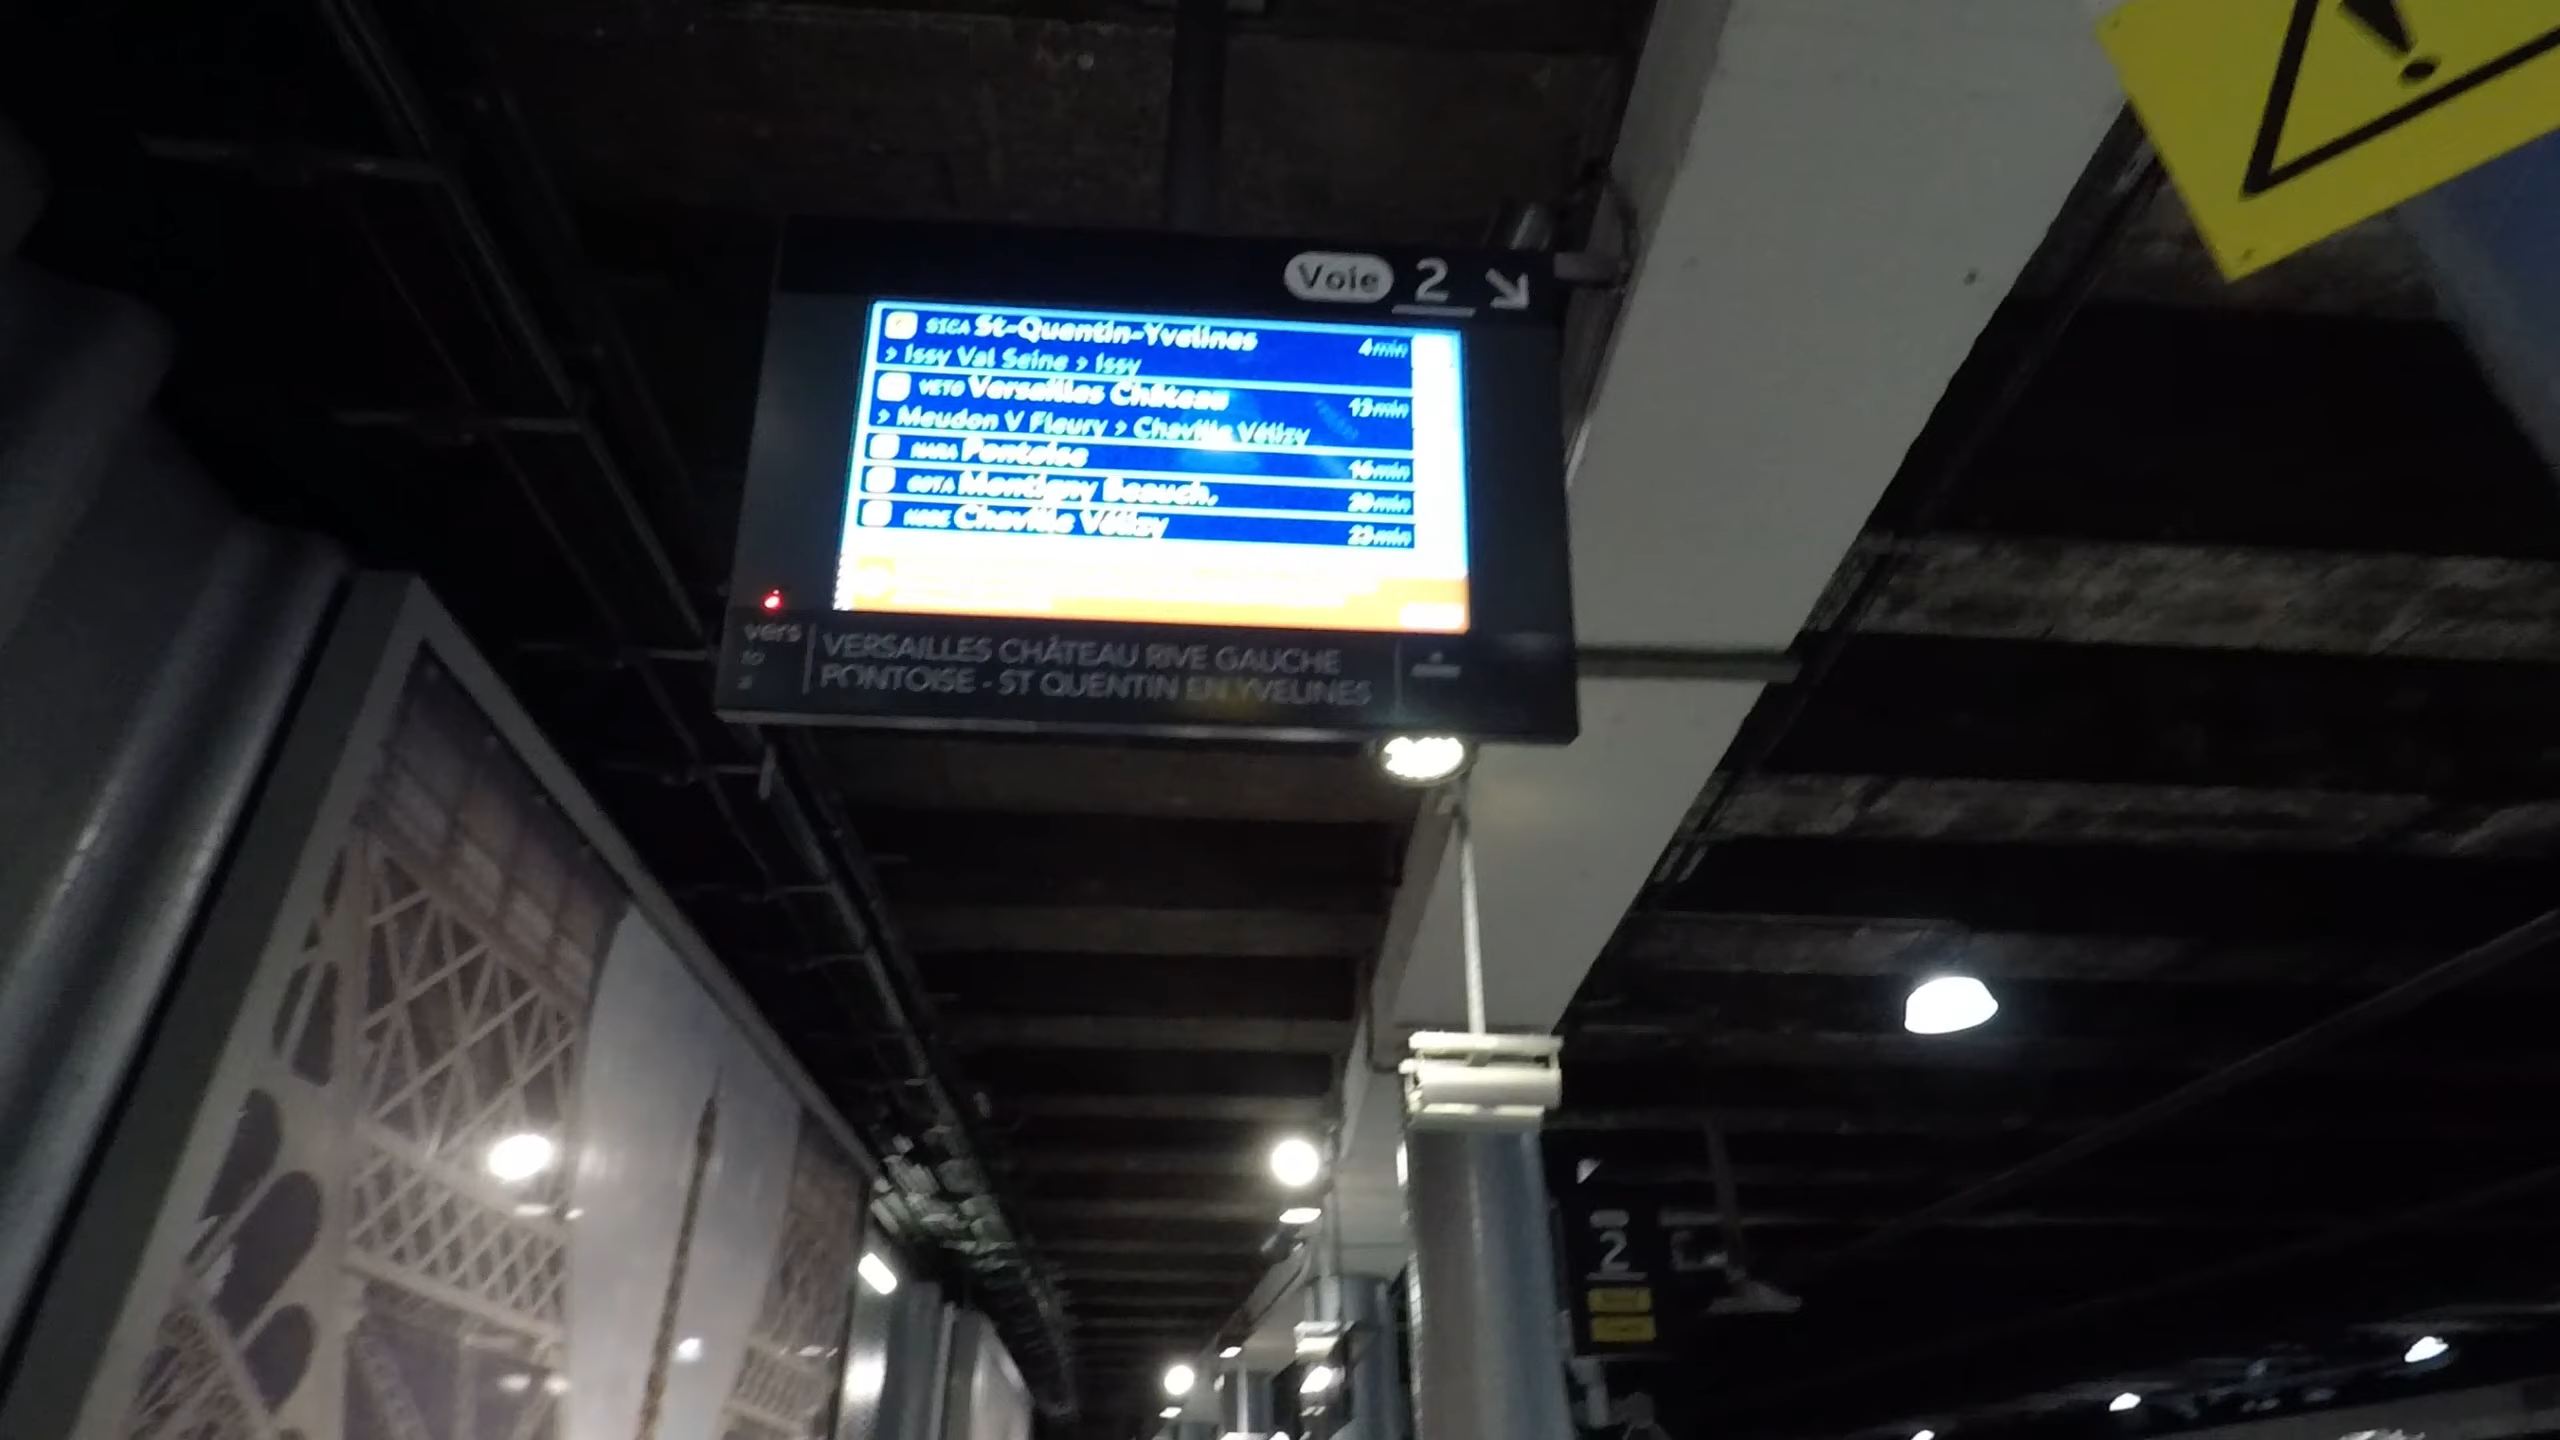 Voie 2
SICA St-Quentin-Yvelines 4min
> Issy Val Seine > Issy
VETO Versailles Château 13min
> Meudon V Fleury > Chaville Vélizy
NARA Pontoise 16min
GOTA Montigny Beauch. 20min
Chaville Vélizy 23min
vers VERSAILLES CHÂTEAU RIVE GAUCHE
to PONTOISE - ST QUENTIN EN YVELINES
2